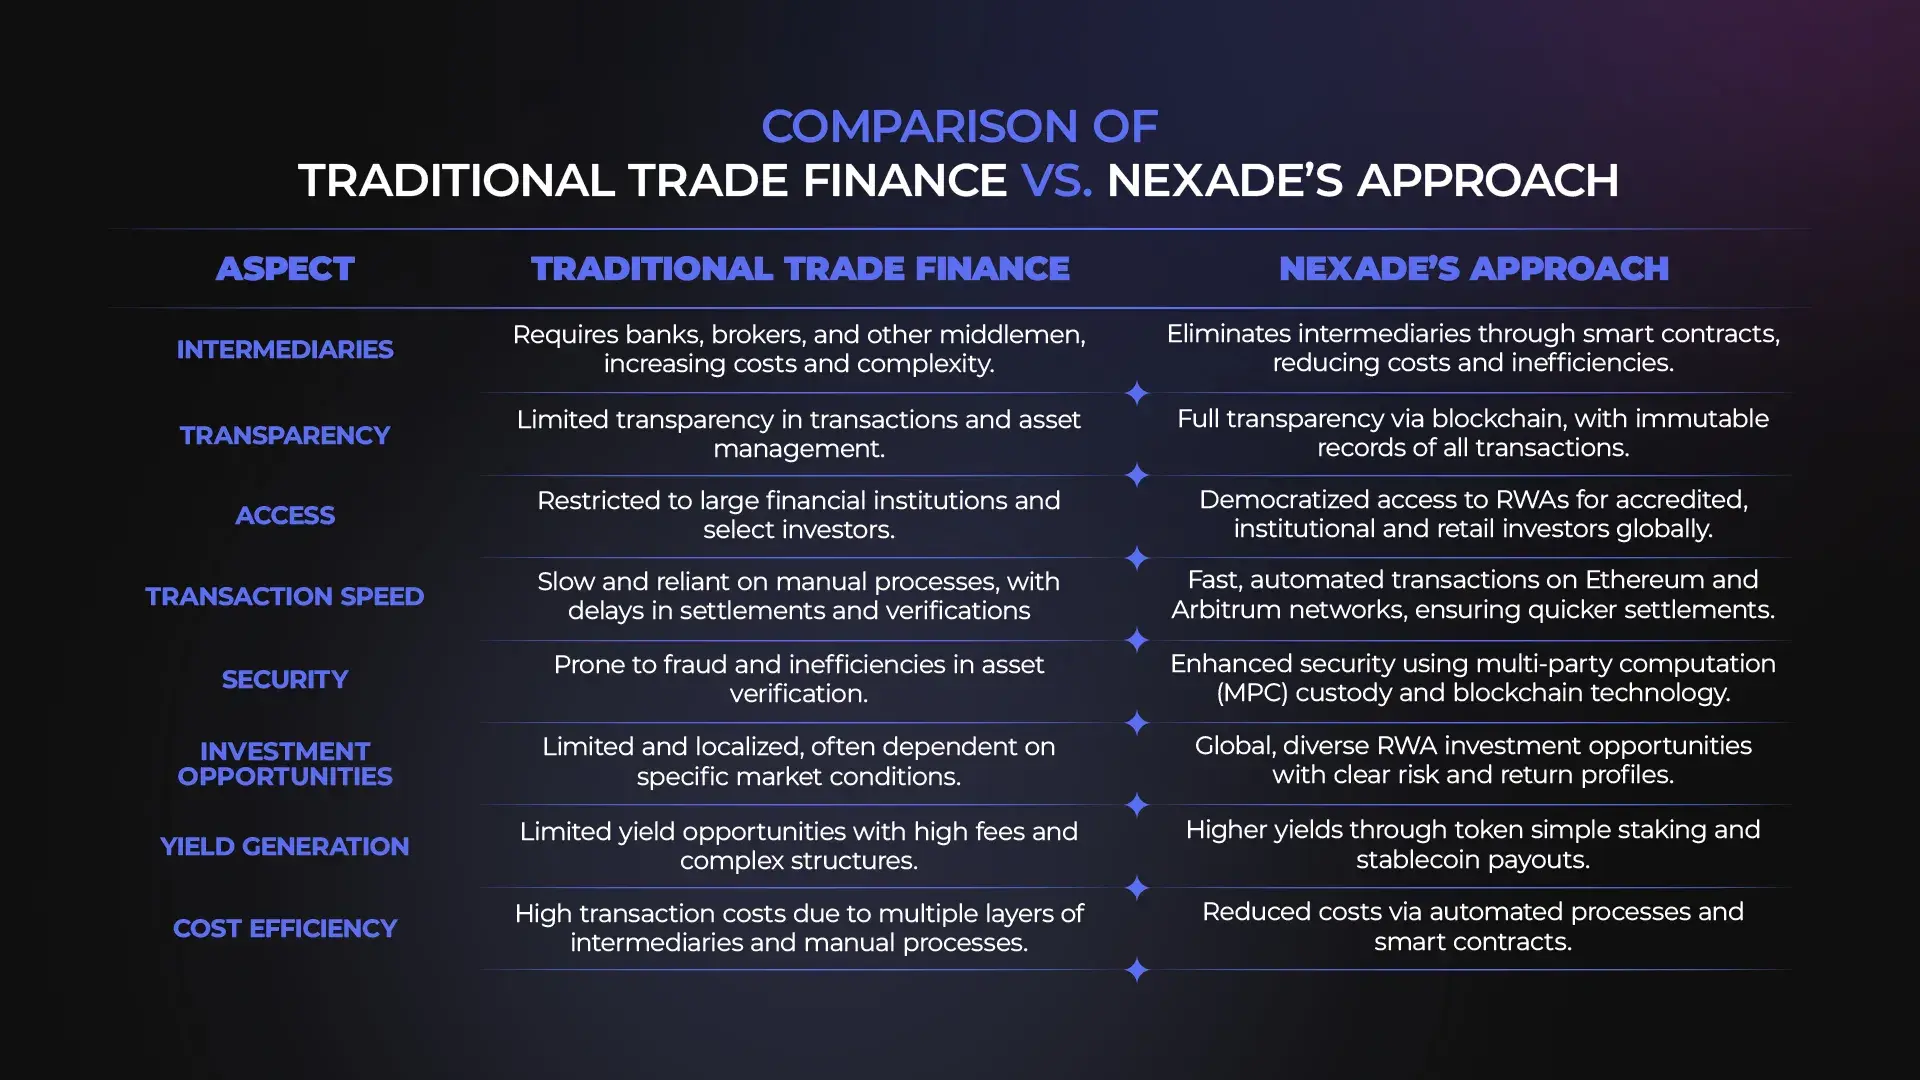 COMPARISON OF
TRADITIONAL TRADE FINANCE VS. NEXADE’S APPROACH
ASPECT
TRADITIONAL TRADE FINANCE
NEXADE’S APPROACH
INTERMEDIARIES
Requires banks, brokers, and other middlemen,
increasing costs and complexity.
Eliminates intermediaries through smart contracts,
reducing costs and inefficiencies.
TRANSPARENCY
Limited transparency in transactions and asset
management.
Full transparency via blockchain, with immutable
records of all transactions.
ACCESS
Restricted to large financial institutions and
select investors.
Democratized access to RWAs for accredited,
institutional and retail investors globally.
TRANSACTION SPEED
Slow and reliant on manual processes, with
delays in settlements and verifications
Fast, automated transactions on Ethereum and
Arbitrum networks, ensuring quicker settlements.
SECURITY
Prone to fraud and inefficiencies in asset
verification.
Enhanced security using multi-party computation
(MPC) custody and blockchain technology.
INVESTMENT
OPPORTUNITIES
Limited and localized, often dependent on
specific market conditions.
Global, diverse RWA investment opportunities
with clear risk and return profiles.
YIELD GENERATION
Limited yield opportunities with high fees and
complex structures.
Higher yields through token simple staking and
stablecoin payouts.
COST EFFICIENCY
High transaction costs due to multiple layers of
intermediaries and manual processes.
Reduced costs via automated processes and
smart contracts.